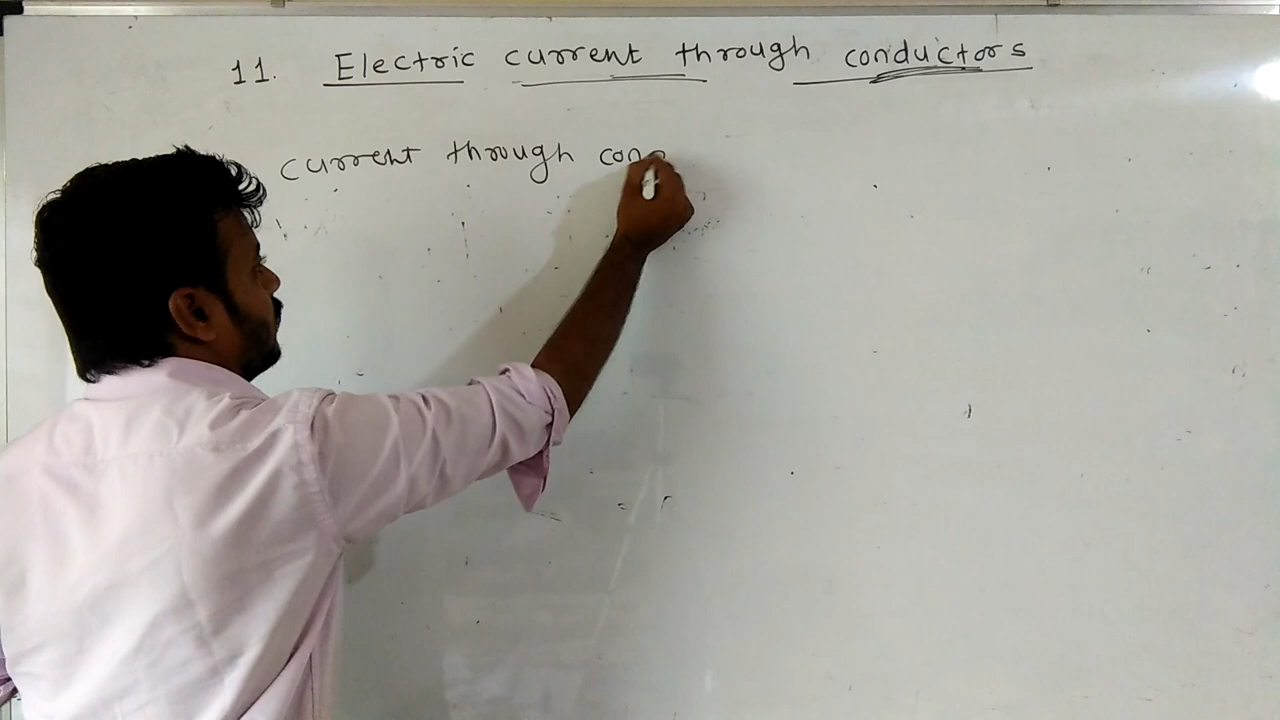 11. Electric current through conductors
current through con